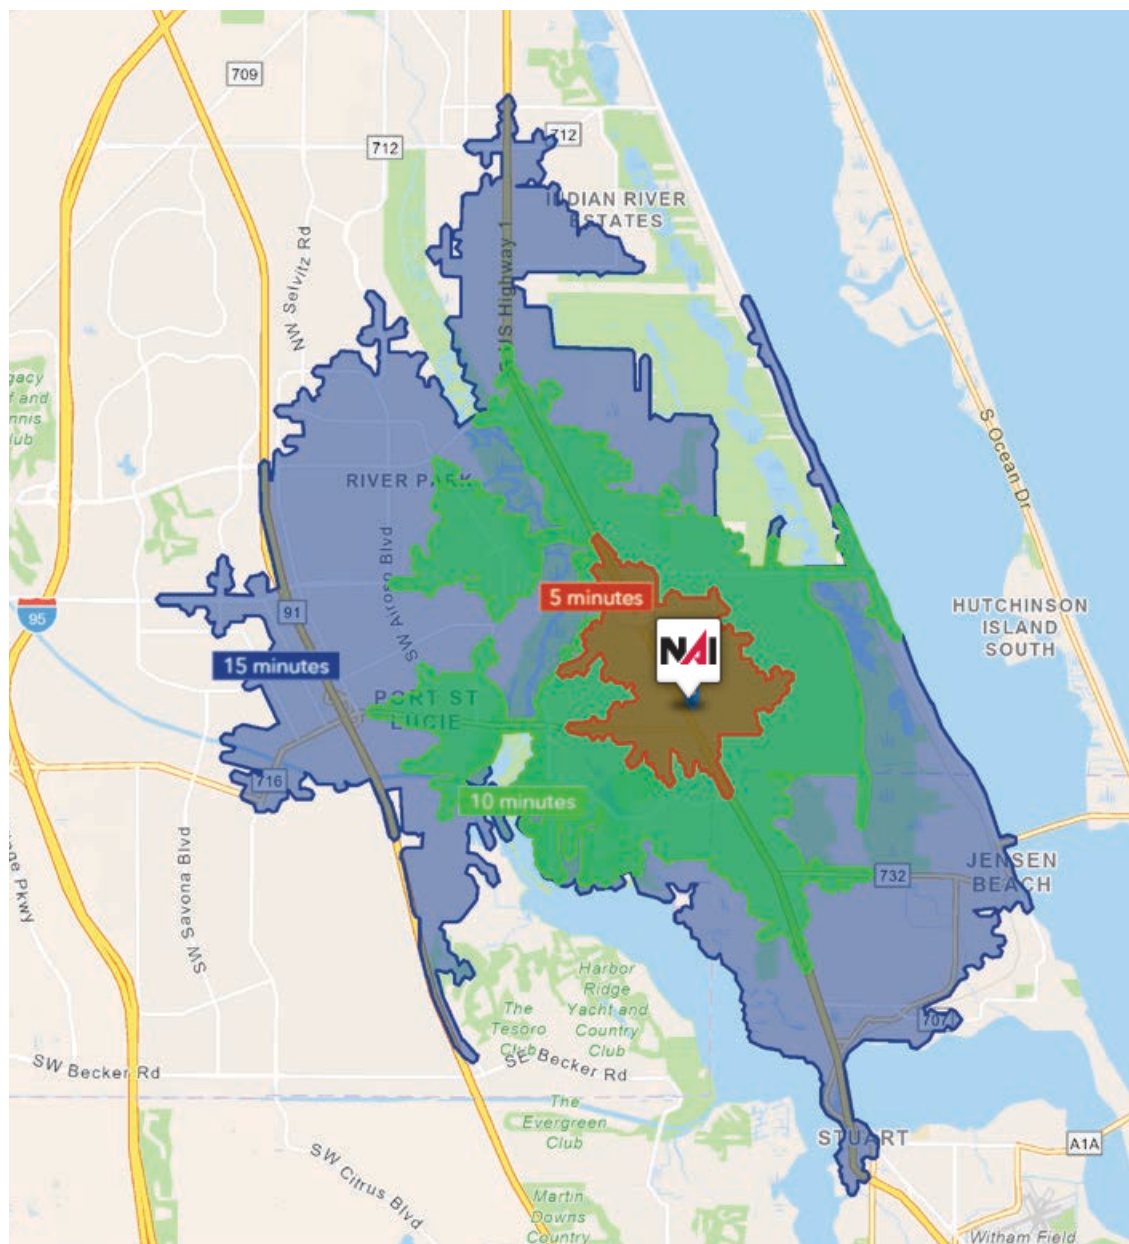 709
712
712
INDIAN RIVER
ESTATES
NW Selvitz Rd
US Highway 1
S Ocean Dr
RIVER PARK
SW Airoso Blvd
5 minutes
NAI
95
91
HUTCHINSON
ISLAND
SOUTH
15 minutes
PORT ST
LUCIE
716
10 minutes
732
JENSEN
BEACH
SW Savona Blvd
Pkwy
Harbor
Ridge
Yacht and
Country
Club
The
Tesoro
Club
707
SW Becker Rd
SE Becker Rd
The
Evergreen
Club
STUART
A1A
SW Citrus Blvd
Martin
Downs
Country
Witham Field